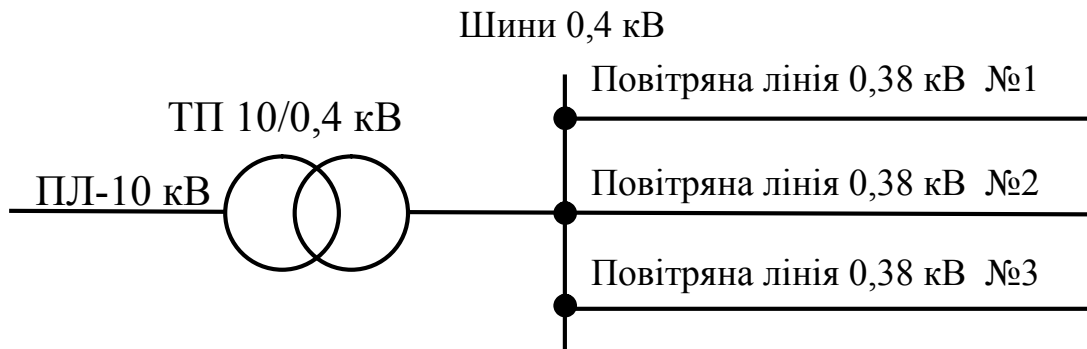 Шини 0,4 кВ
Повітряна лінія 0,38 кВ №1
ТП 10/0,4 кВ
ПЛ-10 кВ
Повітряна лінія 0,38 кВ №2
Повітряна лінія 0,38 кВ №3